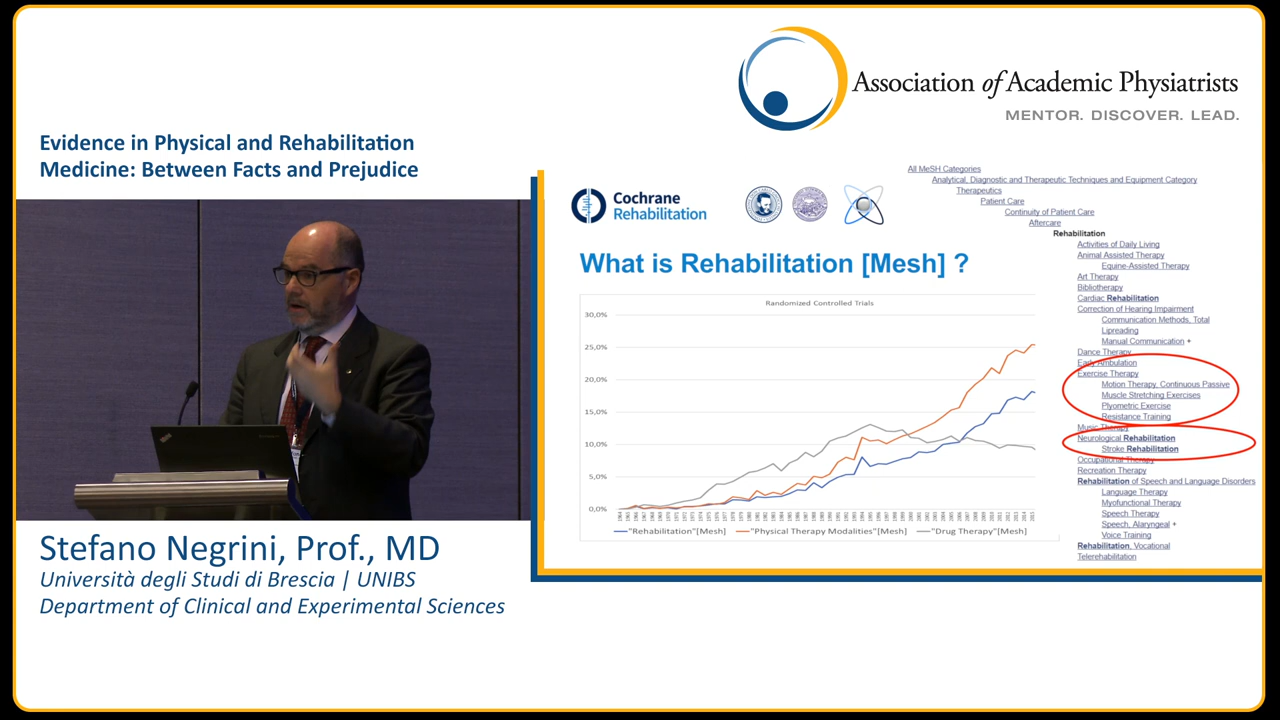 Association of Academic Physiatrists
MENTOR. DISCOVER. LEAD.
Evidence in Physical and Rehabilitation
Medicine: Between Facts and Prejudice
Cochrane
Rehabilitation
What is Rehabilitation [Mesh] ?
Randomized Controlled Trials
30,0%
25,0%
20,0%
15,0%
10,0%
5,0%
0,0%
"Rehabilitation"[Mesh]
"Physical Therapy Modalities"[Mesh]
"Drug Therapy"[Mesh]
All MeSH Categories
Analytical, Diagnostic and Therapeutic Techniques and Equipment Category
Therapeutics
Patient Care
Continuity of Patient Care
Aftercare
Rehabilitation
Activities of Daily Living
Animal Assisted Therapy
Equine-Assisted Therapy
Art Therapy
Bibliotherapy
Cardiac Rehabilitation
Correction of Hearing Impairment
Communication Methods, Total
Lipreading
Manual Communication +
Dance Therapy
Early Ambulation
Exercise Therapy
Motion Therapy, Continuous Passive
Muscle Stretching Exercises
Plyometric Exercise
Resistance Training
Music Therapy
Neurological Rehabilitation
Stroke Rehabilitation
Occupational Therapy
Recreation Therapy
Rehabilitation of Speech and Language Disorders
Language Therapy
Myofunctional Therapy
Speech Therapy
Speech, Alaryngeal +
Voice Training
Rehabilitation, Vocational
Telerehabilitation
Stefano Negrini, Prof., MD
Università degli Studi di Brescia | UNIBS
Department of Clinical and Experimental Sciences